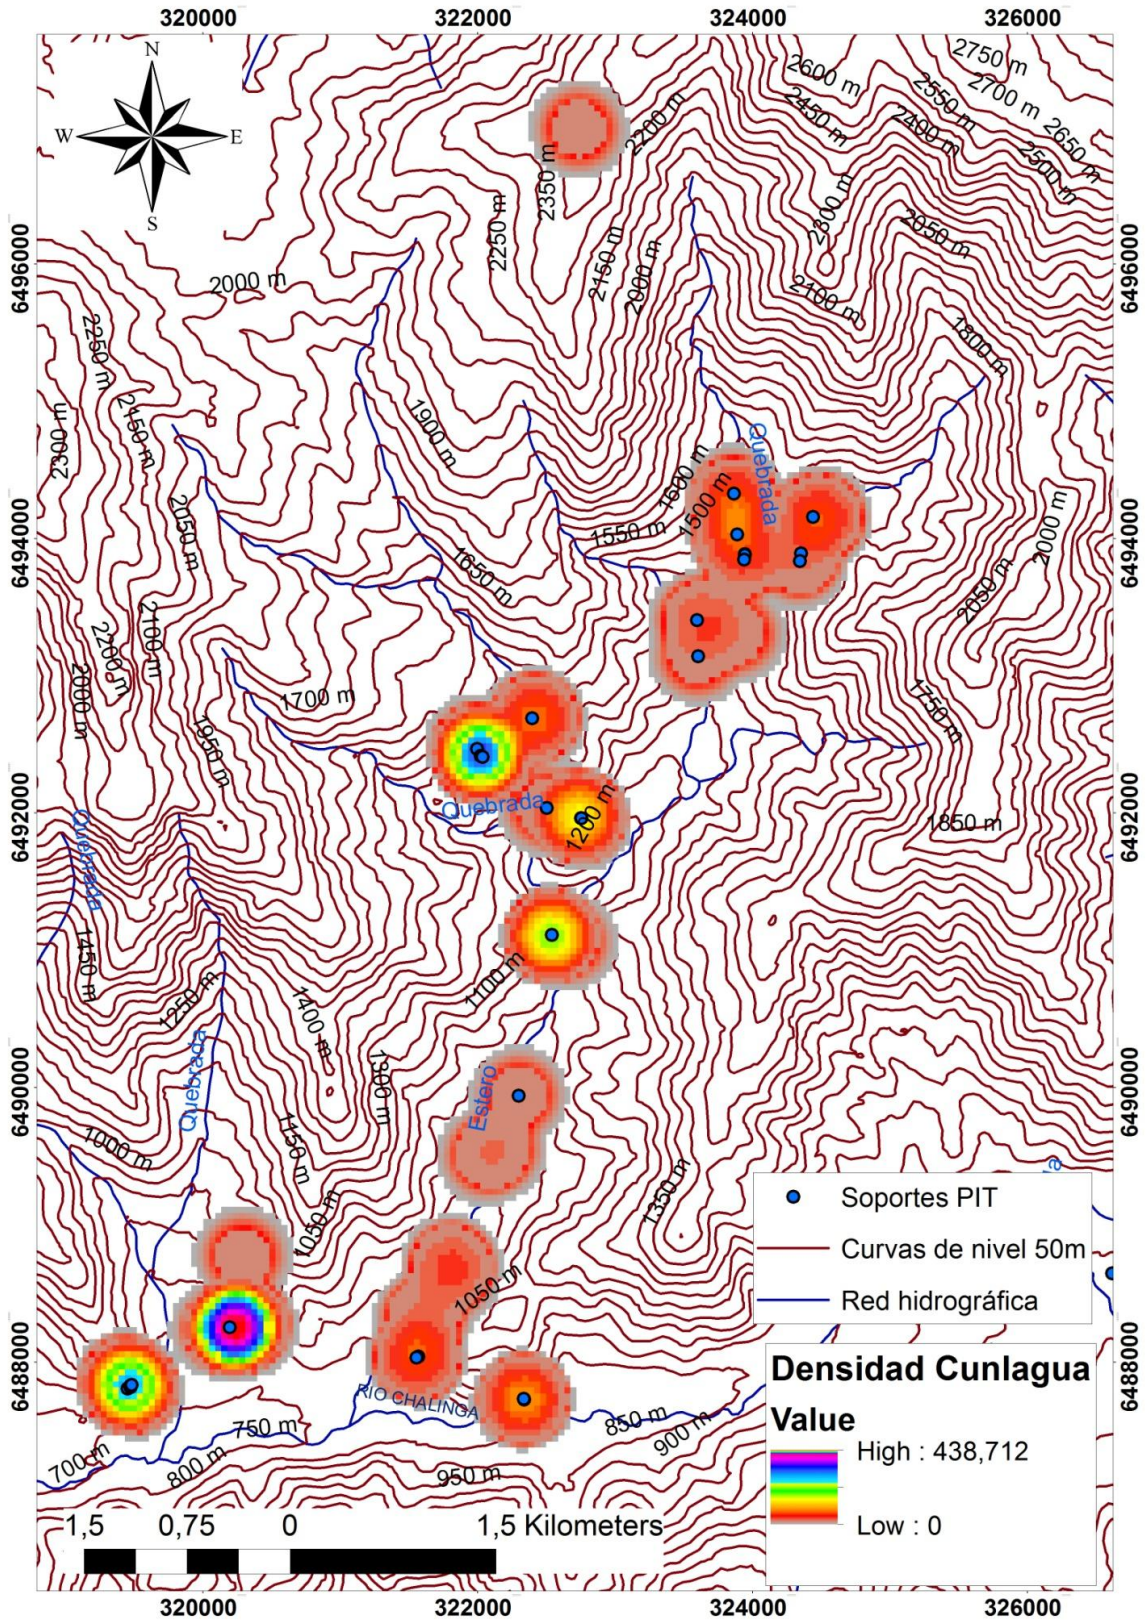 320000 322000 324000 326000
N
W E
S
2750 m
2600 m
2700 m
2550 m
2450 m
2400 m
2650 m
2500 m
2200 m
2350 m
2300 m
2250 m
2050 m
2150 m
2000 m
2100 m
2000 m
6496000
6496000
1800 m
2250 m
2150 m
2300 m
1900 m
Quebrada
1600 m
1500 m
2050 m
1550 m
2000 m
6494000
6494000
1650 m
2050 m
2100 m
2200 m
2000 m
1700 m
1750 m
1950 m
Quebrada
1200 m
1850 m
6492000
6492000
Quebrada
1450 m
1250 m
1100 m
1400 m
Quebrada
1300 m
Estero
6490000
6490000
1000 m
1150 m
1350 m
1050 m
1050 m
Soportes PIT
Curvas de nivel 50m
Red hidrográfica
6488000
6488000
RIO CHALINGA
750 m
850 m
900 m
700 m
800 m
950 m
Densidad Cunlagua
Value
High : 438,712
Low : 0
1,5 0,75 0 1,5 Kilometers
320000 322000 324000 326000